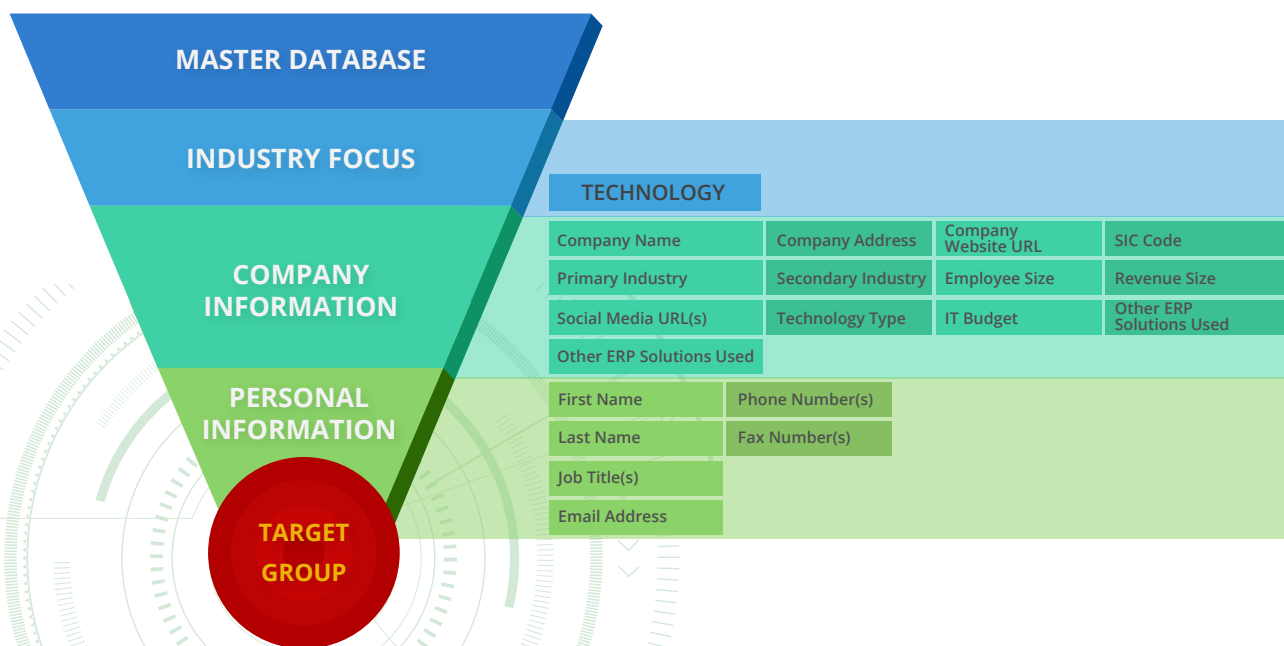 MASTER DATABASE
INDUSTRY FOCUS
TECHNOLOGY
COMPANY
INFORMATION
Company Name
Company Address
Company
Website URL
SIC Code
Primary Industry
Secondary Industry
Employee Size
Revenue Size
Social Media URL(s)
Technology Type
IT Budget
Other ERP
Solutions Used
Other ERP Solutions Used
PERSONAL
INFORMATION
First Name
Phone Number(s)
Last Name
Fax Number(s)
Job Title(s)
Email Address
TARGET
GROUP